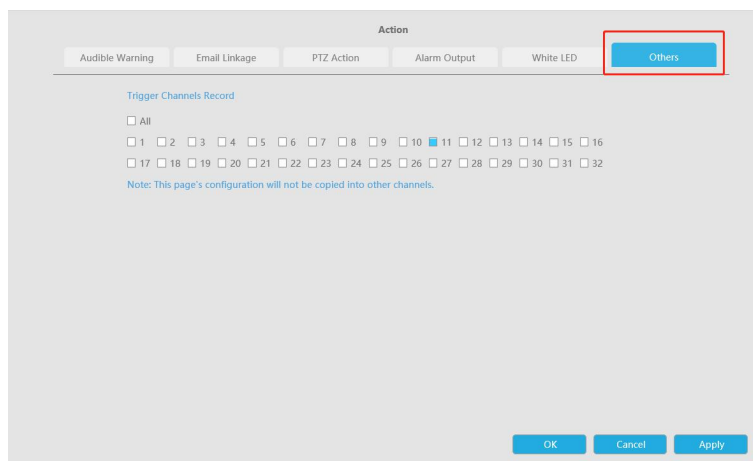 Action
Audible Warning Email Linkage PTZ Action Alarm Output White LED Others
Trigger Channels Record
All
1 2 3 4 5 6 7 8 9 10 11 12 13 14 15 16
17 18 19 20 21 22 23 24 25 26 27 28 29 30 31 32
Note: This page's configuration will not be copied into other channels.
OK Cancel Apply